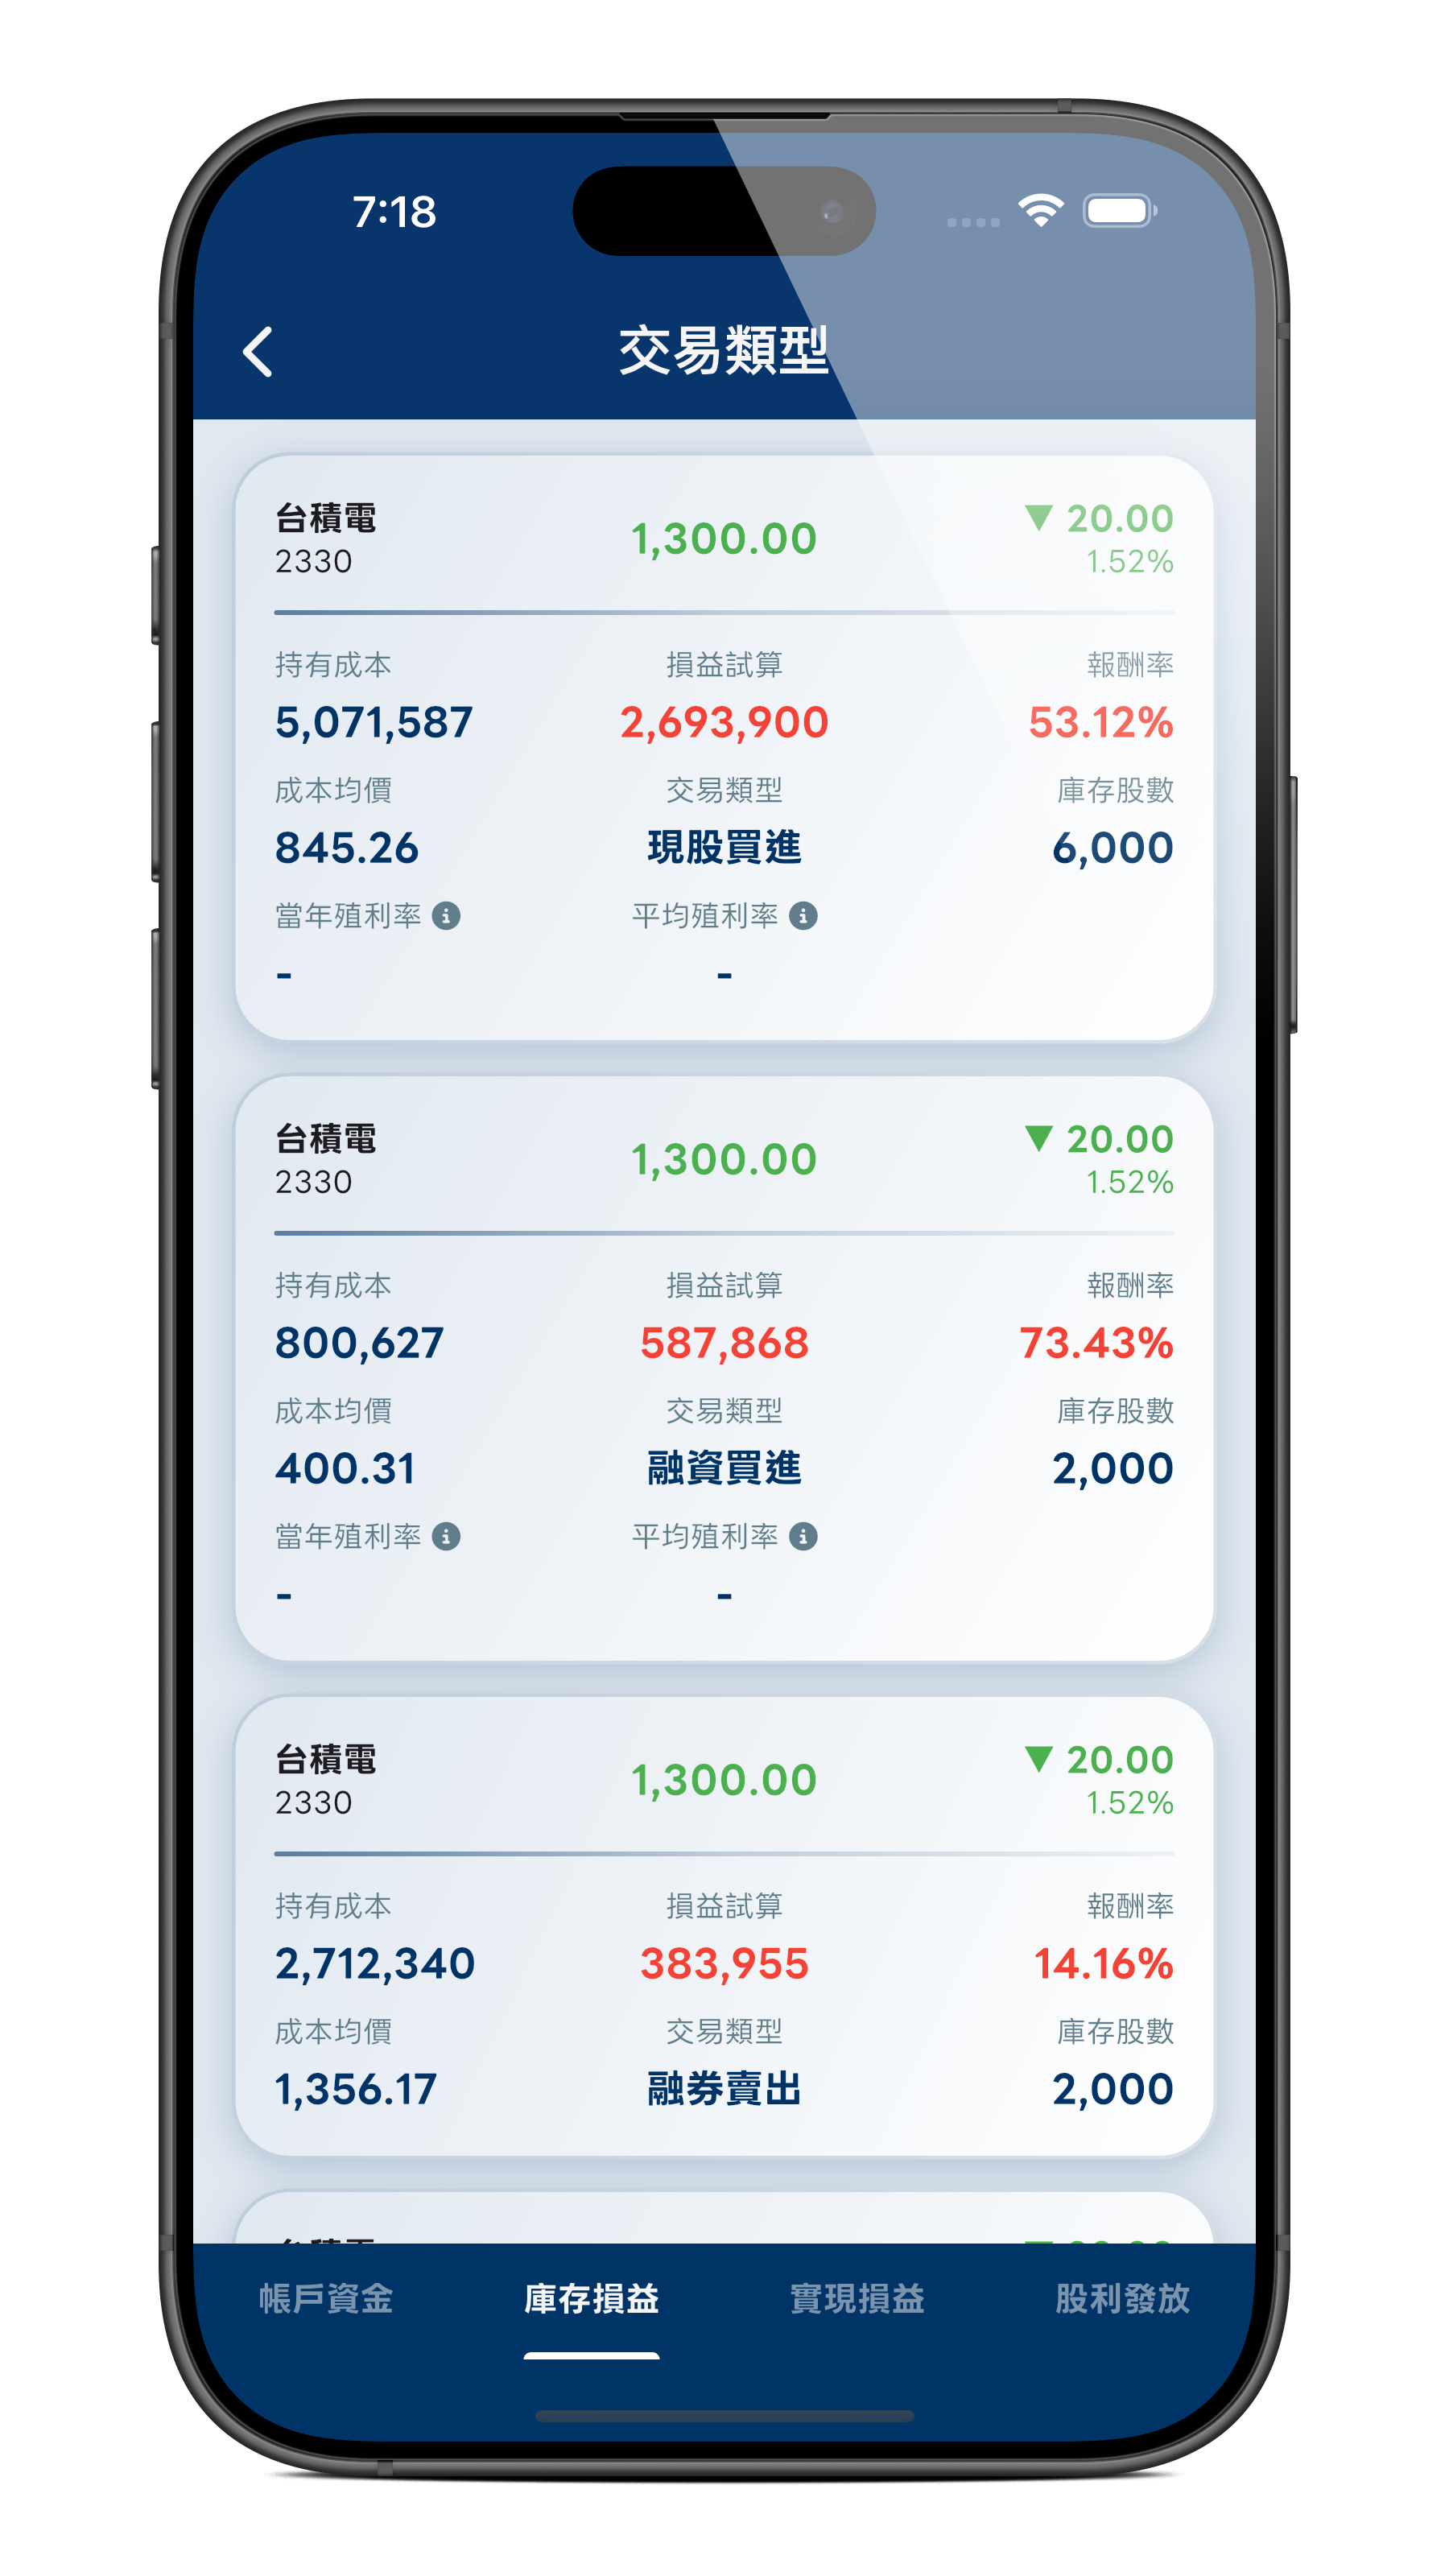 7:18
交易類型
台積電 1,300.00 ▼ 20.00
2330 1.52%
持有成本 損益試算 報酬率
5,071,587 2,693,900 53.12%
成本均價 交易類型 庫存股數
845.26 現股買進 6,000
當年殖利率 平均殖利率
- -
台積電 1,300.00 ▼ 20.00
2330 1.52%
持有成本 損益試算 報酬率
800,627 587,868 73.43%
成本均價 交易類型 庫存股數
400.31 融資買進 2,000
當年殖利率 平均殖利率
- -
台積電 1,300.00 ▼ 20.00
2330 1.52%
持有成本 損益試算 報酬率
2,712,340 383,955 14.16%
成本均價 交易類型 庫存股數
1,356.17 融券賣出 2,000
帳戶資金 庫存損益 實現損益 股利發放